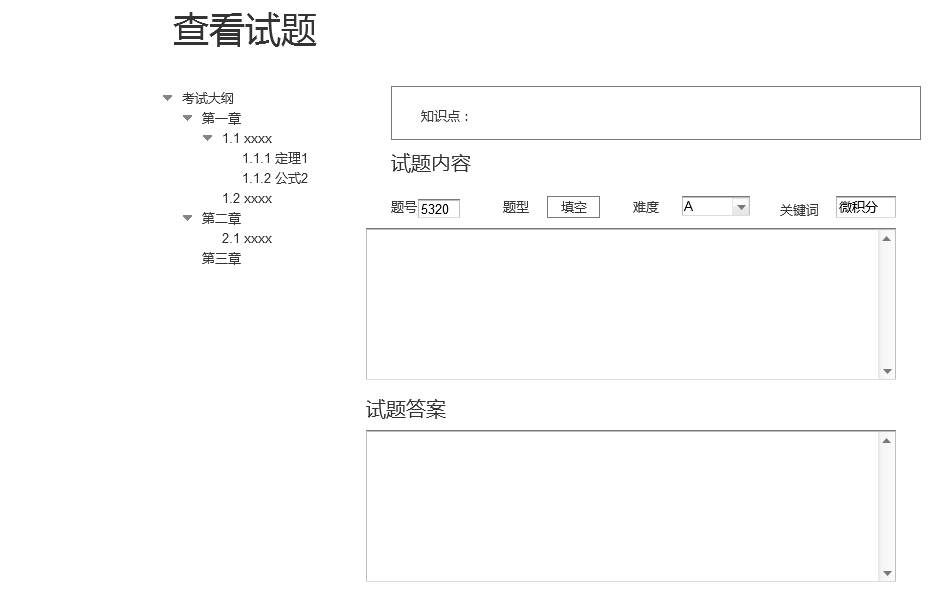 查看试题
考试大纲
第一章
1.1 xxxx
1.1.1 定理1
1.1.2 公式2
1.2 xxxx
第二章
2.1 xxxx
第三章
知识点：
试题内容
题号 5320 题型 填空 难度 A 关键词 微积分
试题答案